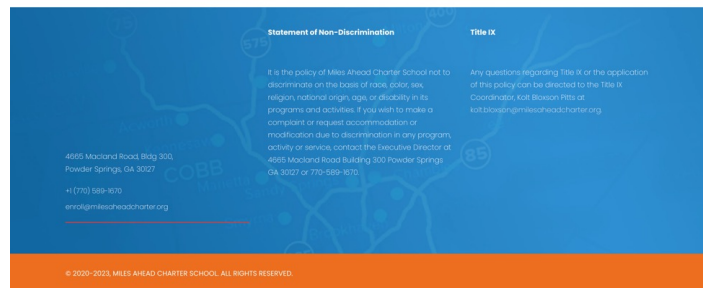 75
575
400
Statement of Non-Discrimination
Title IX
It is the policy of Miles Ahead Charter School not to
discriminate on the basis of race, color, sex,
religion, national origin, age, or disability in its
programs and activities. If you wish to make a
complaint or request accommodation or
modification due to discrimination in any program,
activity or service, contact the Executive Director at
4665 Macland Road Building 300 Powder Springs
GA 30127 or 770-589-1670.
Any questions regarding Title IX or the application
of this policy can be directed to the Title IX
Coordinator, Kolt Bloxson Pitts at
kolt.bloxson@milesaheadcharter.org.
85
4665 Macland Road, Bldg 300,
Powder Springs, GA 30127
COBB
+1 (770) 589-1670
enroll@milesaheadcharter.org
© 2020-2023, MILES AHEAD CHARTER SCHOOL. ALL RIGHTS RESERVED.